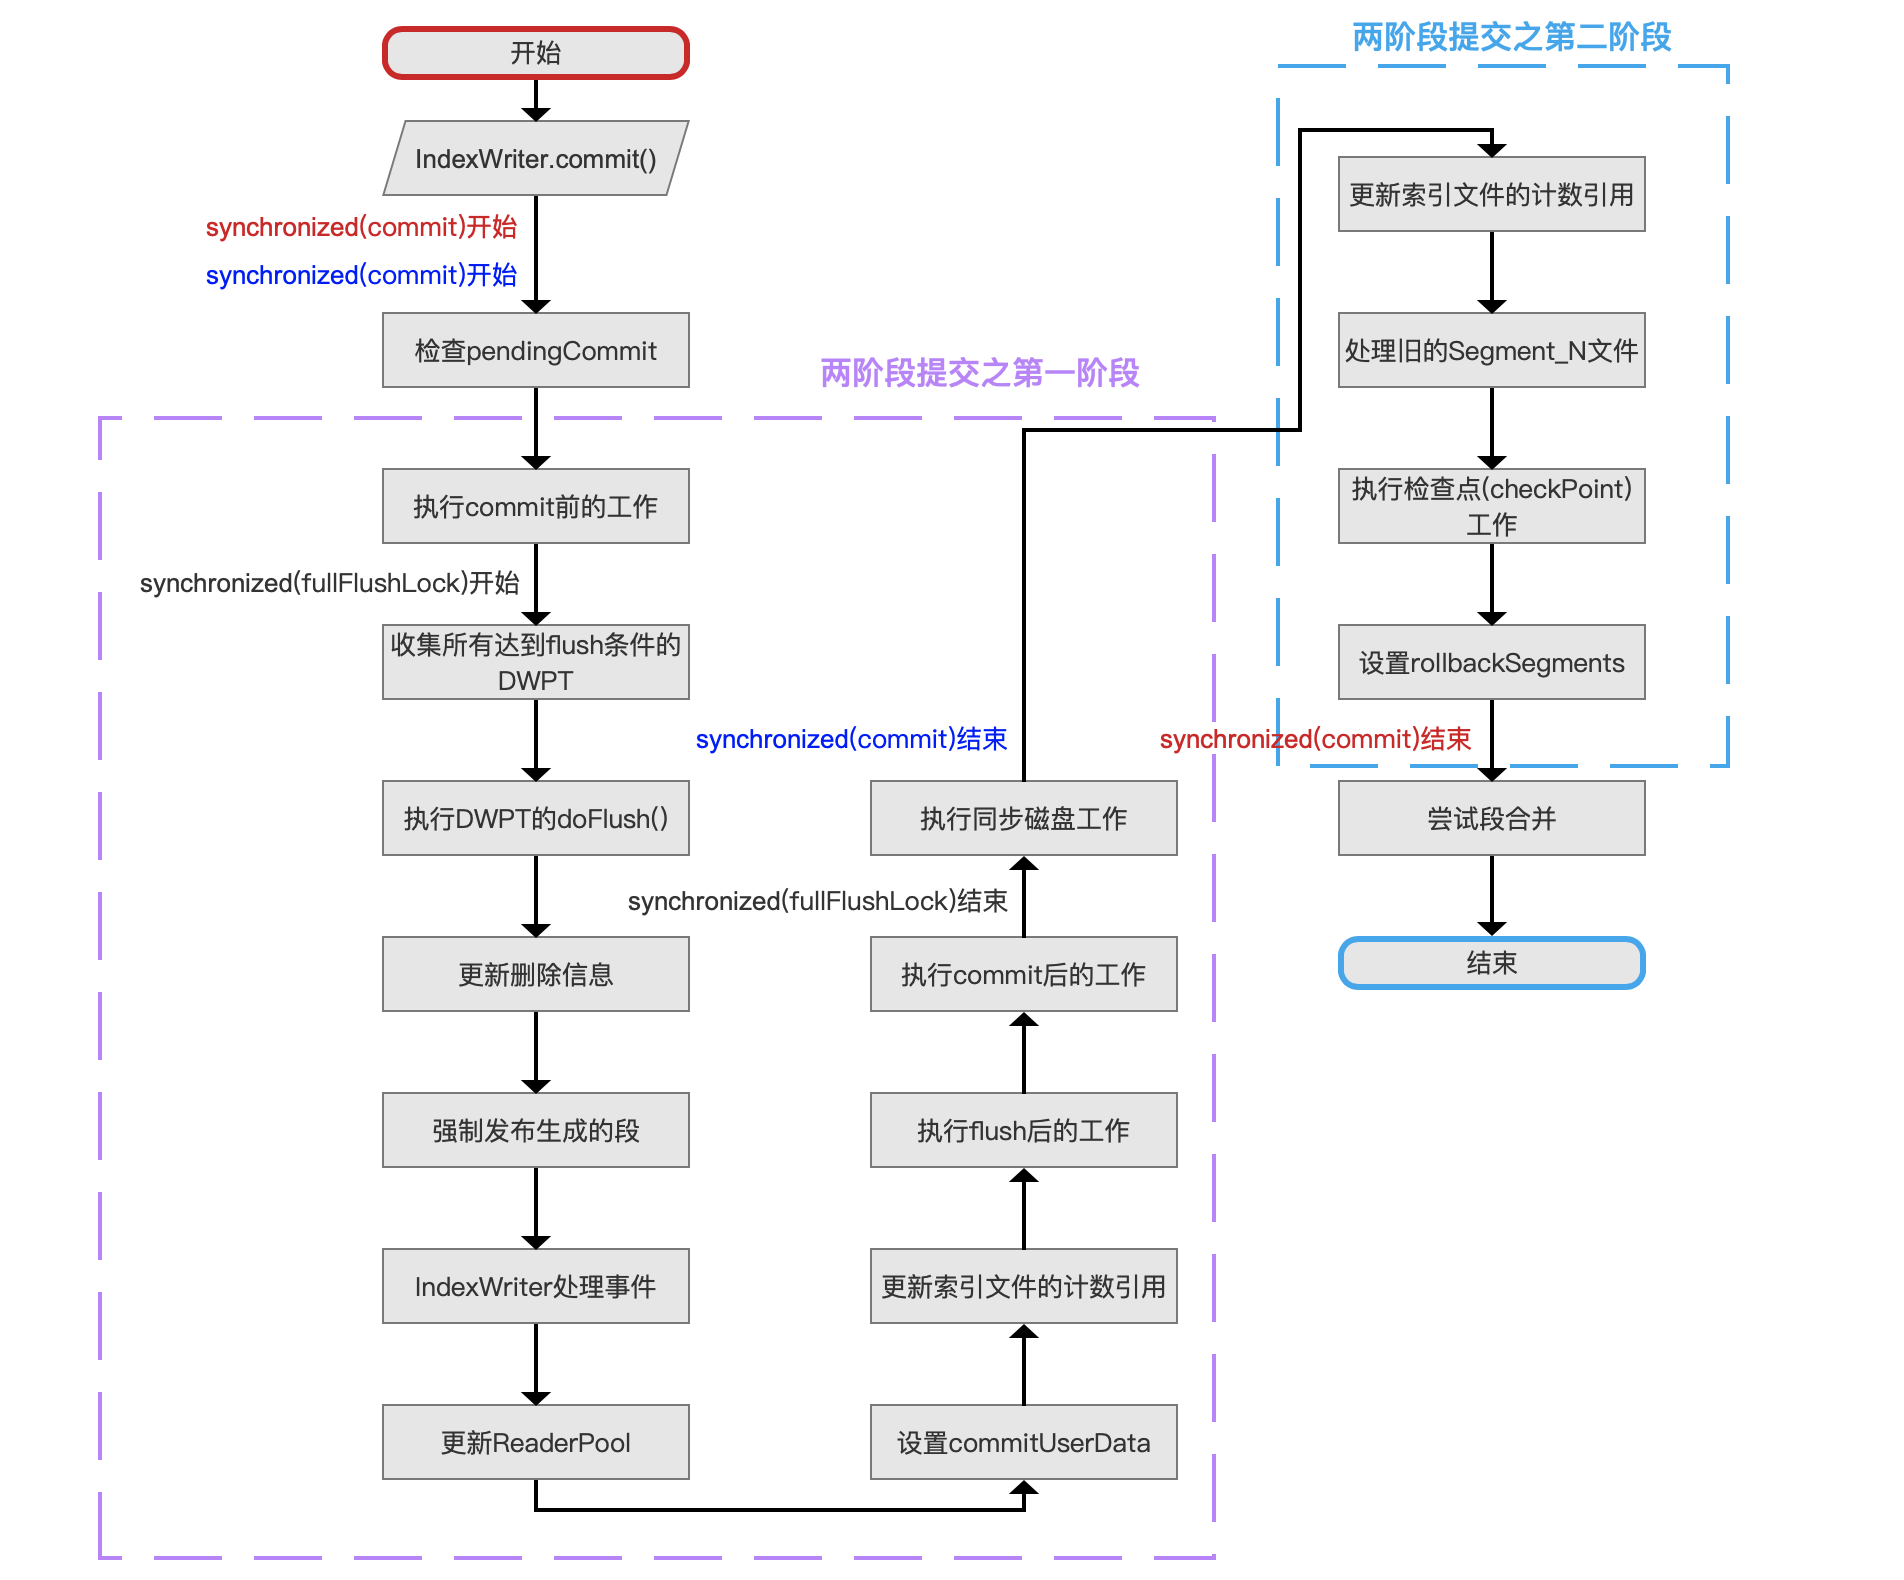 开始
IndexWriter.commit()
synchronized(commit)开始
synchronized(commit)开始
检查pendingCommit
两阶段提交之第一阶段
执行commit前的工作
synchronized(fullFlushLock)开始
收集所有达到flush条件的
DWPT
执行DWPT的doFlush()
更新删除信息
强制发布生成的段
IndexWriter处理事件
更新ReaderPool
设置commitUserData
更新索引文件的计数引用
执行flush后的工作
执行commit后的工作
synchronized(fullFlushLock)结束
执行同步磁盘工作
synchronized(commit)结束
两阶段提交之第二阶段
更新索引文件的计数引用
处理旧的Segment_N文件
执行检查点(checkPoint)
工作
设置rollbackSegments
synchronized(commit)结束
尝试段合并
结束